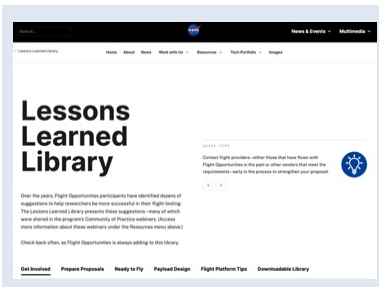 Search...
NASA
News & Events
Multimedia
Lessons Learned Library
Home About News Work with Us Resources Tech Portfolio Images
Lessons
Learned
Library
QUICK TIPS
Contact flight providers–either those that have flown with
Flight Opportunities in the past or other vendors that meet the
requirements–early in the process to strengthen your proposal.
Over the years, Flight Opportunities participants have identified dozens of
suggestions to help researchers be more successful in their flight testing.
The Lessons Learned Library presents these suggestions–many of which
were shared in the program's Community of Practice webinars. (Access
more information about these webinars under the Resources menu above.)
Check back often, as Flight Opportunities is always adding to this library.
Get Involved Prepare Proposals Ready to Fly Payload Design Flight Platform Tips Downloadable Library